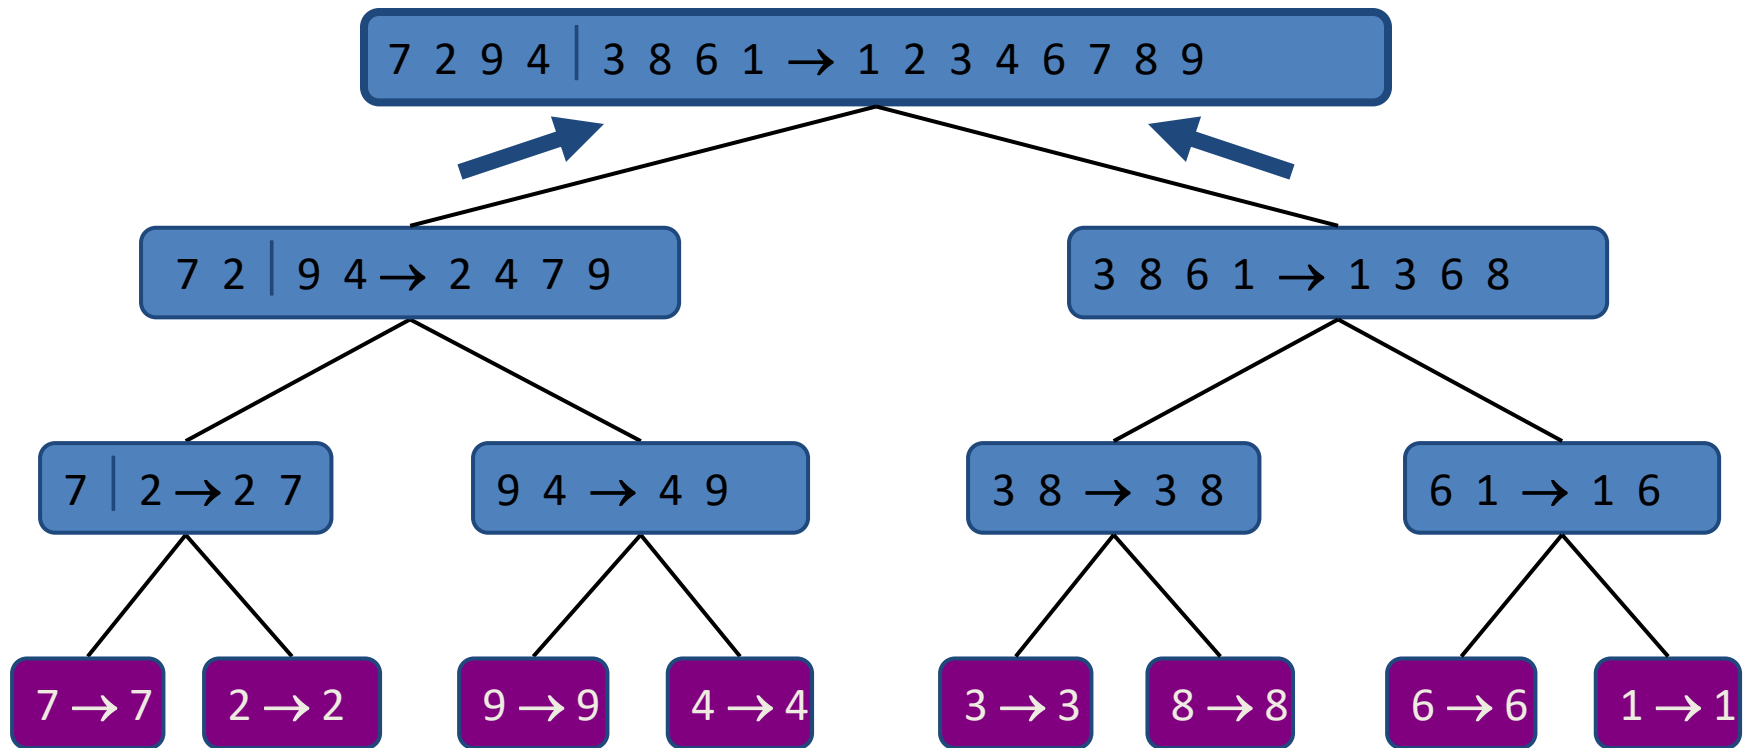 7 2 9 4 | 3 8 6 1 → 1 2 3 4 6 7 8 9
7 2 | 9 4 → 2 4 7 9
3 8 6 1 → 1 3 6 8
7 | 2 → 2 7
9 4 → 4 9
3 8 → 3 8
6 1 → 1 6
7 → 7
2 → 2
9 → 9
4 → 4
3 → 3
8 → 8
6 → 6
1 → 1